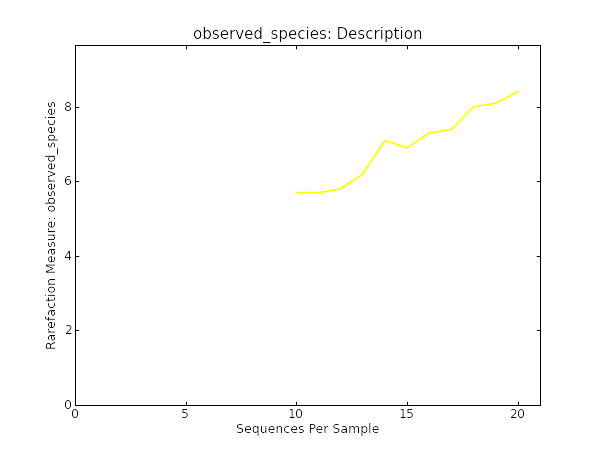 observed_species: Description
Rarefaction Measure: observed_species
8
6
4
2
0
0 5 10 15 20
Sequences Per Sample